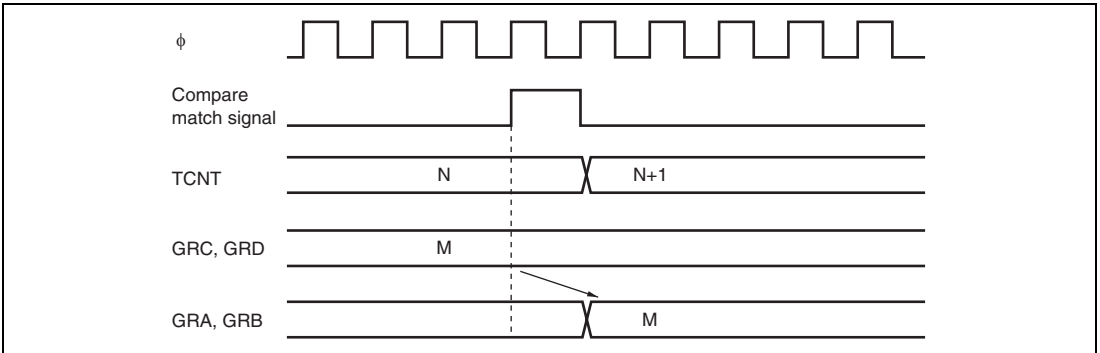 ϕ
Compare
match signal
TCNT
N
N+1
GRC, GRD
M
GRA, GRB
M